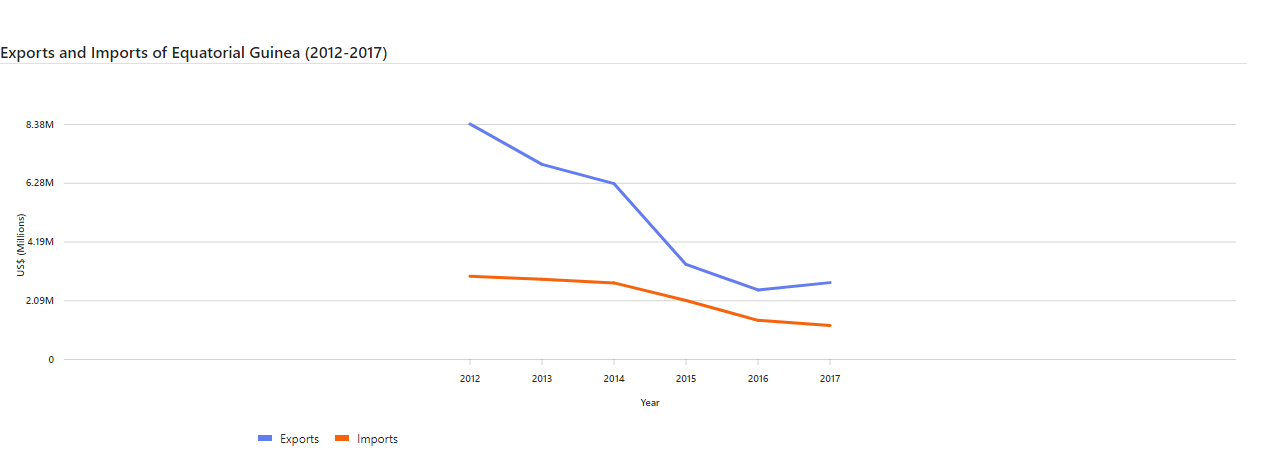 Exports and Imports of Equatorial Guinea (2012-2017)
8.38M
6.28M
4.19M
2.09M
0
US$ (Millions)
2012 2013 2014 2015 2016 2017
Year
Exports Imports